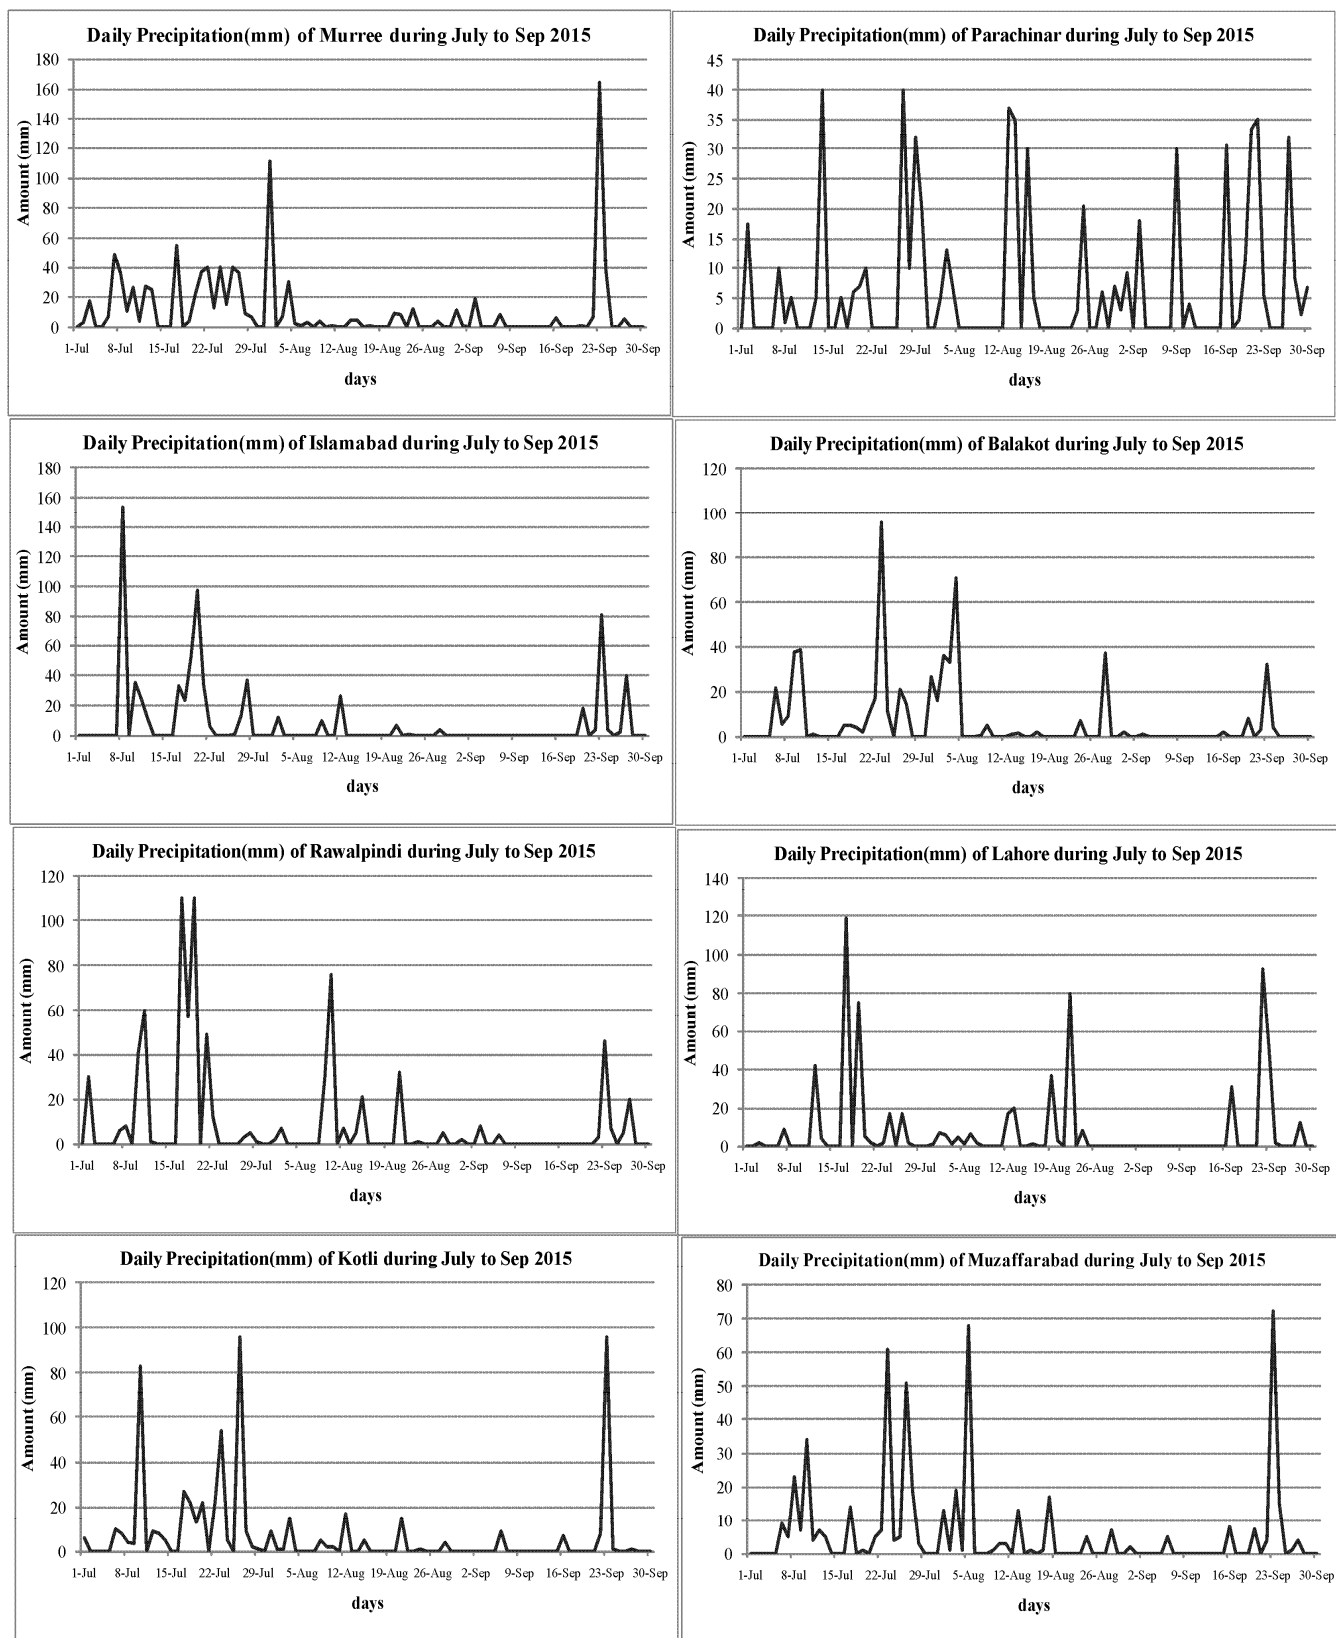 Daily Precipitation(mm) of Murree during July to Sep 2015
Amount (mm)
180
160
140
120
100
80
60
40
20
0
1-Jul 8-Jul 15-Jul 22-Jul 29-Jul 5-Aug 12-Aug 19-Aug 26-Aug 2-Sep 9-Sep 16-Sep 23-Sep 30-Sep
days
Daily Precipitation(mm) of Parachinar during July to Sep 2015
Amount (mm)
45
40
35
30
25
20
15
10
5
0
1-Jul 8-Jul 15-Jul 22-Jul 29-Jul 5-Aug 12-Aug 19-Aug 26-Aug 2-Sep 9-Sep 16-Sep 23-Sep 30-Sep
days
Daily Precipitation(mm) of Islamabad during July to Sep 2015
Amount (mm)
180
160
140
120
100
80
60
40
20
0
1-Jul 8-Jul 15-Jul 22-Jul 29-Jul 5-Aug 12-Aug 19-Aug 26-Aug 2-Sep 9-Sep 16-Sep 23-Sep 30-Sep
days
Daily Precipitation(mm) of Balakot during July to Sep 2015
Amount (mm)
120
100
80
60
40
20
0
1-Jul 8-Jul 15-Jul 22-Jul 29-Jul 5-Aug 12-Aug 19-Aug 26-Aug 2-Sep 9-Sep 16-Sep 23-Sep 30-Sep
days
Daily Precipitation(mm) of Rawalpindi during July to Sep 2015
Amount (mm)
120
100
80
60
40
20
0
1-Jul 8-Jul 15-Jul 22-Jul 29-Jul 5-Aug 12-Aug 19-Aug 26-Aug 2-Sep 9-Sep 16-Sep 23-Sep 30-Sep
days
Daily Precipitation(mm) of Lahore during July to Sep 2015
Amount (mm)
140
120
100
80
60
40
20
0
1-Jul 8-Jul 15-Jul 22-Jul 29-Jul 5-Aug 12-Aug 19-Aug 26-Aug 2-Sep 9-Sep 16-Sep 23-Sep 30-Sep
days
Daily Precipitation(mm) of Kotli during July to Sep 2015
Amount (mm)
120
100
80
60
40
20
0
1-Jul 8-Jul 15-Jul 22-Jul 29-Jul 5-Aug 12-Aug 19-Aug 26-Aug 2-Sep 9-Sep 16-Sep 23-Sep 30-Sep
days
Daily Precipitation(mm) of Muzaffarabad during July to Sep 2015
Amount (mm)
80
70
60
50
40
30
20
10
0
1-Jul 8-Jul 15-Jul 22-Jul 29-Jul 5-Aug 12-Aug 19-Aug 26-Aug 2-Sep 9-Sep 16-Sep 23-Sep 30-Sep
days